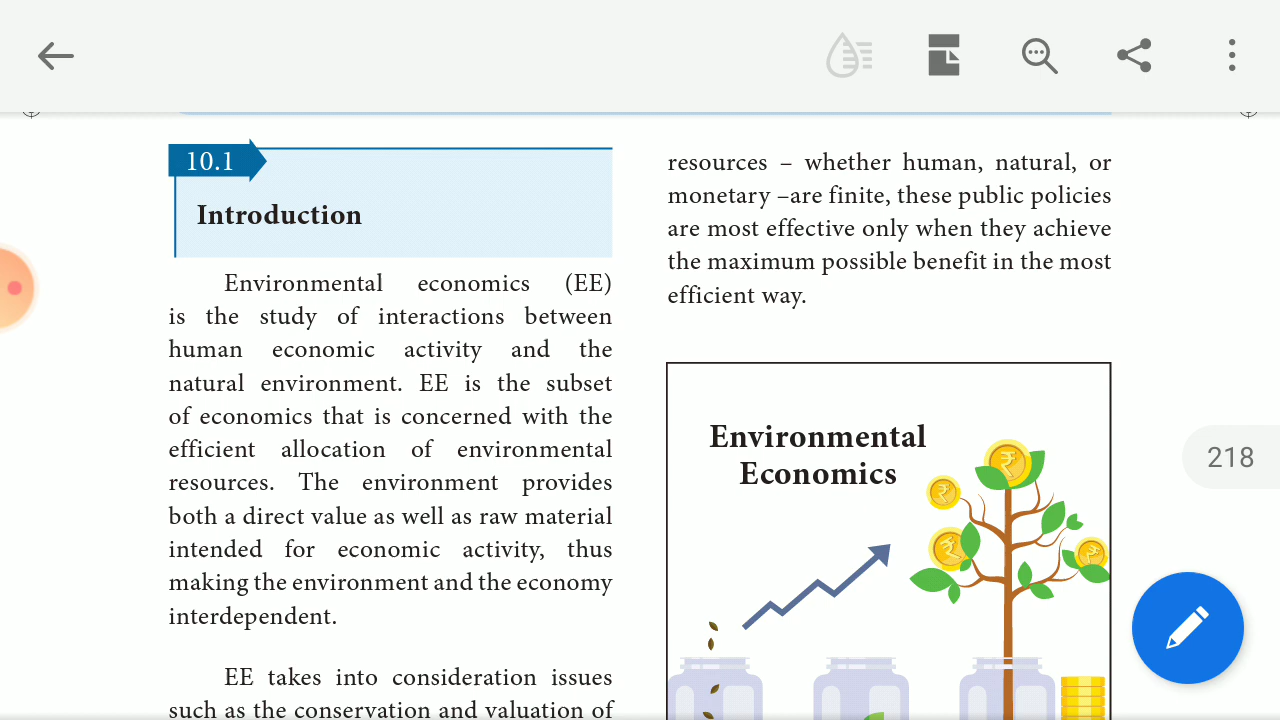 10.1
Introduction
Environmental economics (EE)
is the study of interactions between
human economic activity and the
natural environment. EE is the subset
of economics that is concerned with the
efficient allocation of environmental
resources. The environment provides
both a direct value as well as raw material
intended for economic activity, thus
making the environment and the economy
interdependent.
EE takes into consideration issues
such as the conservation and valuation of
resources – whether human, natural, or
monetary –are finite, these public policies
are most effective only when they achieve
the maximum possible benefit in the most
efficient way.
Environmental
Economics
₹
₹
₹
₹
218